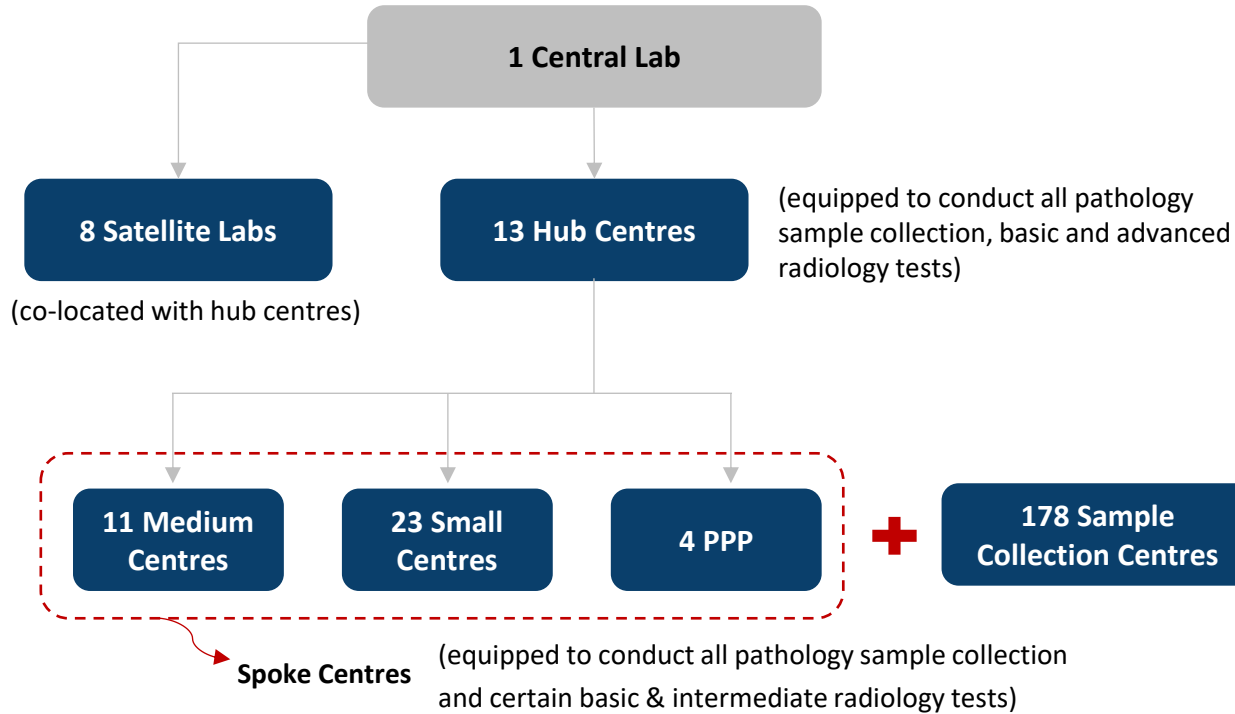 1 Central Lab
8 Satellite Labs
(co-located with hub centres)
13 Hub Centres
(equipped to conduct all pathology
sample collection, basic and advanced
radiology tests)
11 Medium
Centres
23 Small
Centres
4 PPP
178 Sample
Collection Centres
Spoke Centres
(equipped to conduct all pathology sample collection
and certain basic & intermediate radiology tests)